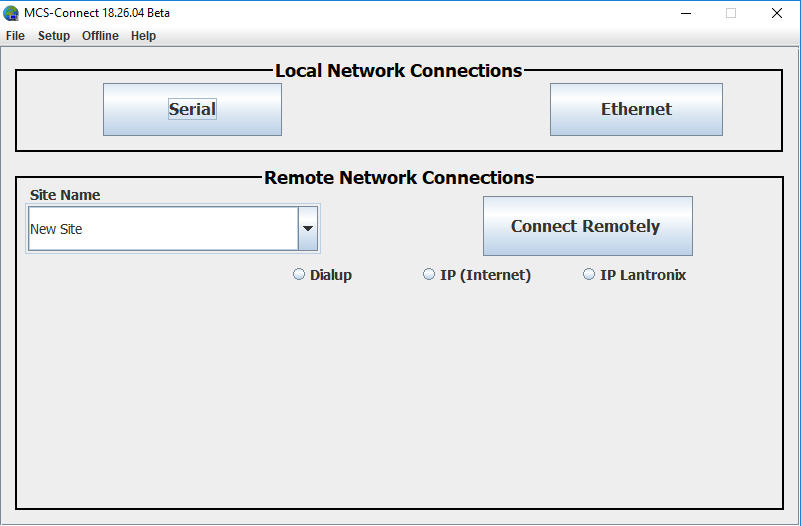 MCS-Connect 18.26.04 Beta
File Setup Offline Help
Local Network Connections
Serial Ethernet
Remote Network Connections
Site Name
New Site
Connect Remotely
Dialup IP (Internet) IP Lantronix